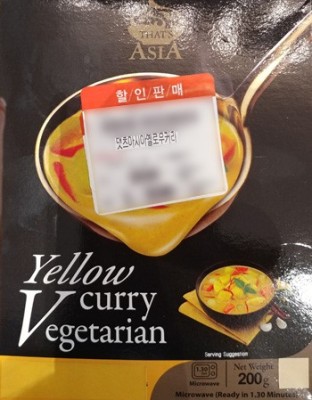 THAT'S
ASIA
할/인/판/매
댓츠아시아옐로우커리
Yellow
curry
Vegetarian
Serving Suggestion
1.30
Microwave
Net Weight
200g
Microwave (Ready in 1.30 Minutes)